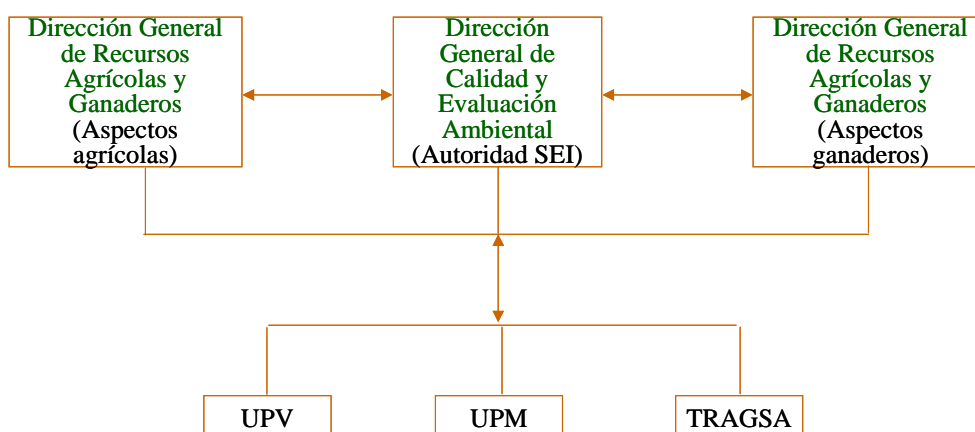 Dirección General
de Recursos
Agrícolas y
Ganaderos
(Aspectos
agrícolas)
Dirección
General de
Calidad y
Evaluación
Ambiental
(Autoridad SEI)
Dirección General
de Recursos
Agrícolas y
Ganaderos
(Aspectos
ganaderos)
UPV
UPM
TRAGSA